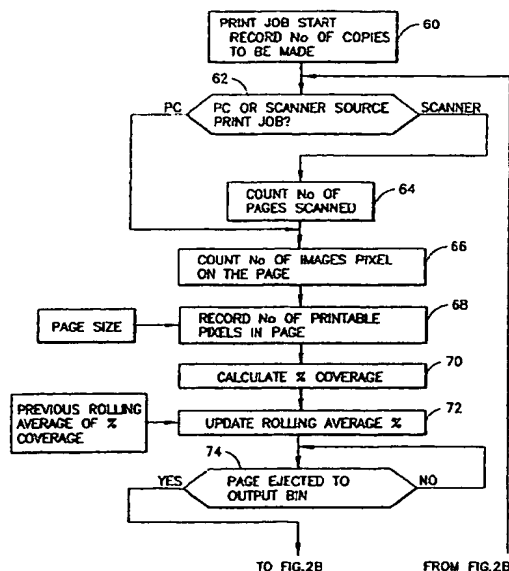 PRINT JOB START
RECORD No OF COPIES
TO BE MADE
60
62
PC
PC OR SCANNER SOURCE
PRINT JOB?
SCANNER
COUNT No OF
PAGES SCANNED
64
COUNT No OF IMAGES PIXEL
ON THE PAGE
66
PAGE SIZE
RECORD No OF PRINTABLE
PIXELS IN PAGE
68
CALCULATE % COVERAGE
70
PREVIOUS ROLLING
AVERAGE OF %
COVERAGE
UPDATE ROLLING AVERAGE %
72
74
YES
PAGE EJECTED TO
OUTPUT BIN
NO
TO FIG.2B
FROM FIG.2B